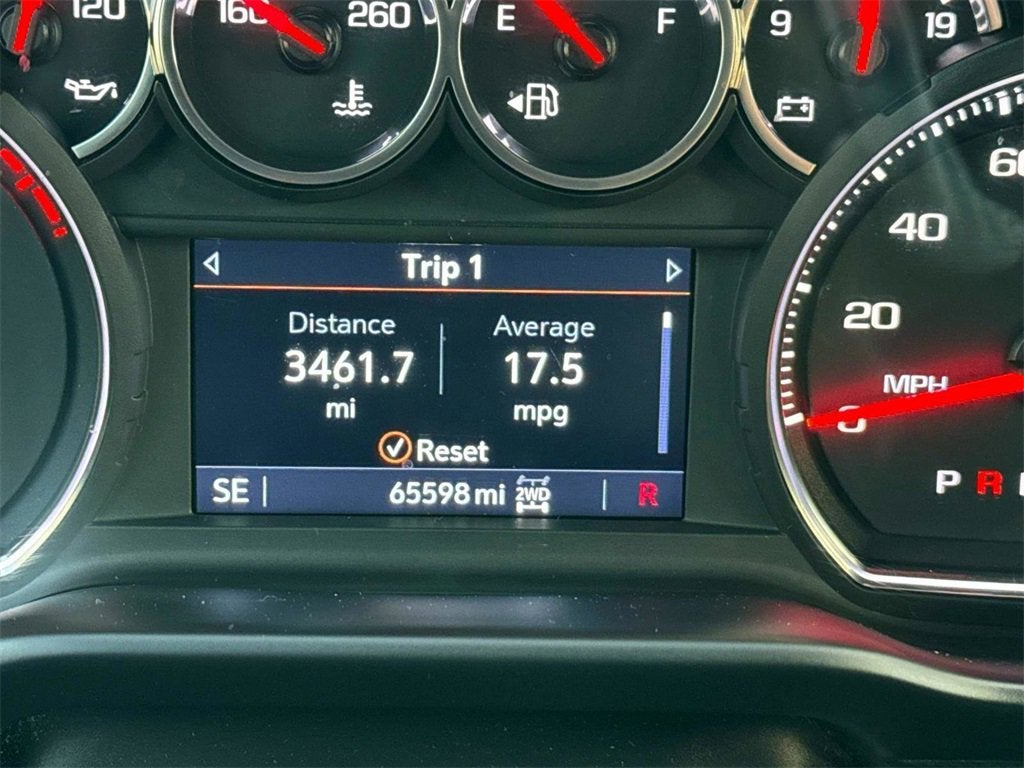 120
160
260
E
F
9
19
60
40
20
MPH
0
P R
Trip 1
Distance
Average
3461.7
17.5
mi
mpg
Reset
SE
65598 mi
2WD
R